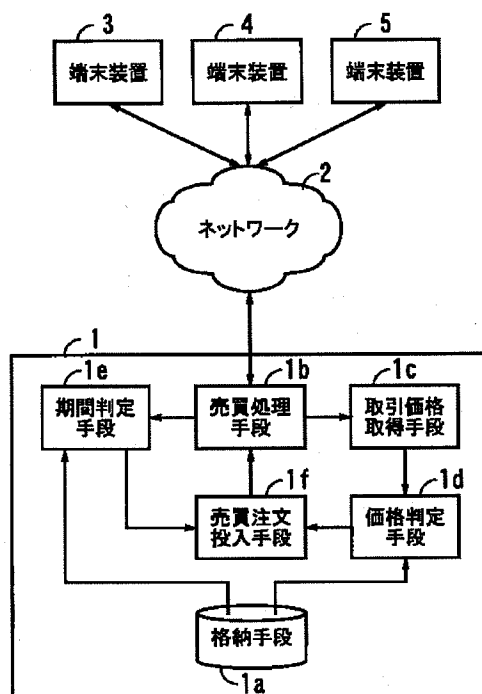 3
4
5
端末装置
端末装置
端末装置
2
ネットワーク
1
1e
1b
1c
期間判定
手段
売買処理
手段
取引価格
取得手段
1f
1d
売買注文
投入手段
価格判定
手段
格納手段
1a